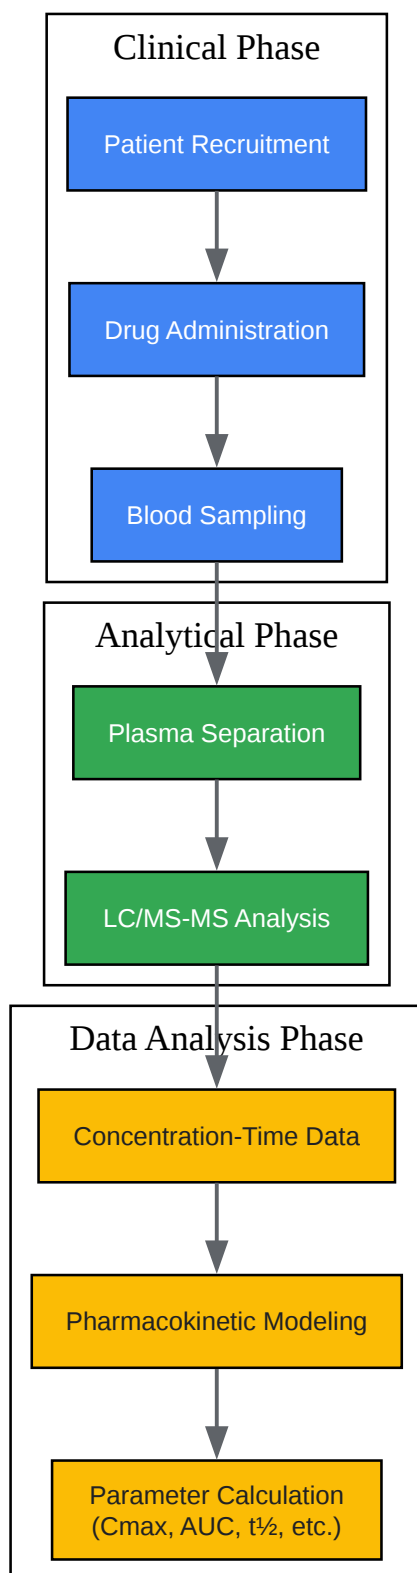 Clinical Phase
Patient Recruitment
Drug Administration
Blood Sampling
Analytical Phase
Plasma Separation
LC/MS-MS Analysis
Data Analysis Phase
Concentration-Time Data
Pharmacokinetic Modeling
Parameter Calculation
(Cmax, AUC, t½, etc.)